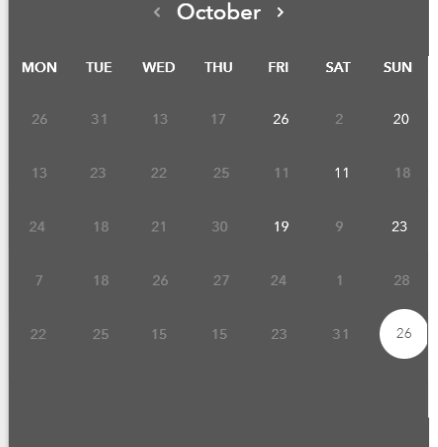 ‹ October ›
MON TUE WED THU FRI SAT SUN
26 31 13 17 26 2 20
13 23 22 25 11 11 18
24 18 21 30 19 9 23
7 18 26 27 24 1 28
22 25 15 15 23 31 26